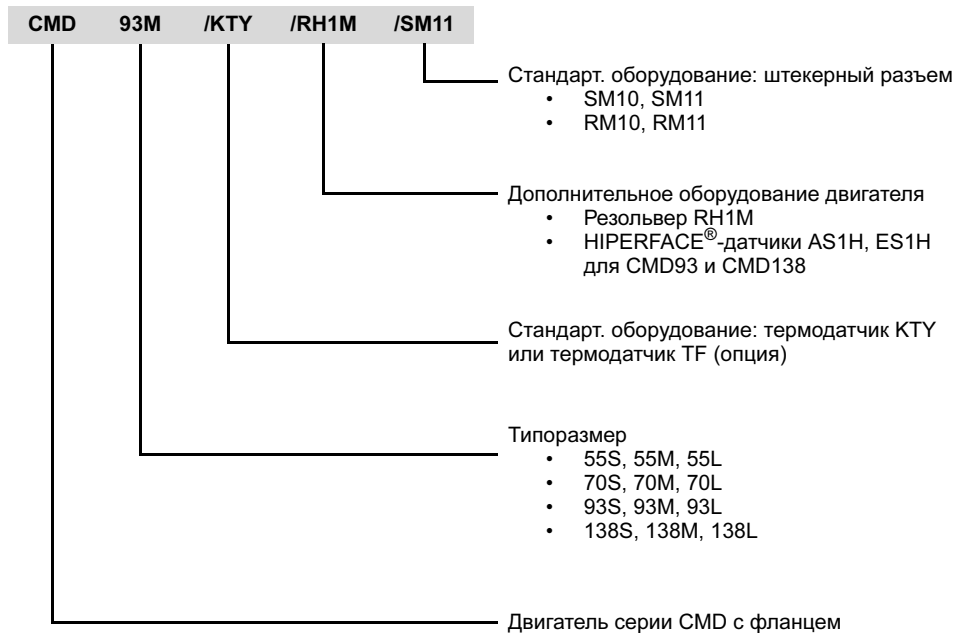 CMD 93M /KTY /RH1M /SM11
Стандарт. оборудование: штекерный разъем
• SM10, SM11
• RM10, RM11
Дополнительное оборудование двигателя
• Резольвер RH1M
• HIPERFACE®-датчики AS1H, ES1H
для CMD93 и CMD138
Стандарт. оборудование: термодатчик KTY
или термодатчик TF (опция)
Типоразмер
• 55S, 55M, 55L
• 70S, 70M, 70L
• 93S, 93M, 93L
• 138S, 138M, 138L
Двигатель серии CMD с фланцем